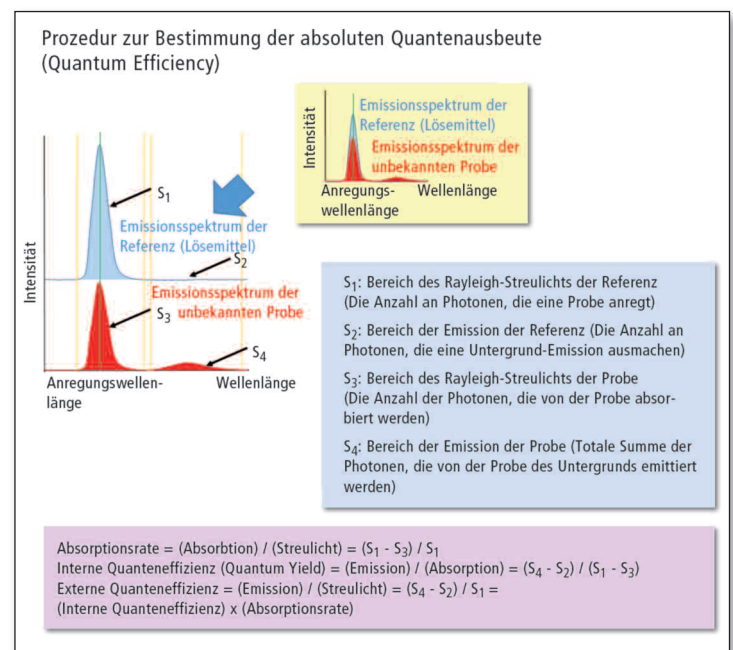 Prozedur zur Bestimmung der absoluten Quantenausbeute
(Quantum Efficiency)
Intensität
Emissionsspektrum der
Referenz (Lösemittel)
Emissionsspektrum der
unbekannten Probe
Anregungs-
wellenlänge
Wellenlänge
Intensität
S1
Emissionsspektrum der
Referenz (Lösemittel)
S2
Emissionsspektrum der
unbekannten Probe
S3
S4
Anregungswellen-
länge
Wellenlänge
S1: Bereich des Rayleigh-Streulichts der Referenz
(Die Anzahl an Photonen, die eine Probe anregt)
S2: Bereich der Emission der Referenz (Die Anzahl an
Photonen, die eine Untergrund-Emission ausmachen)
S3: Bereich des Rayleigh-Streulichts der Probe
(Die Anzahl der Photonen, die von der Probe absor-
biert werden)
S4: Bereich der Emission der Probe (Totale Summe der
Photonen, die von der Probe des Untergrunds emittiert
werden)
Absorptionsrate = (Absorbtion) / (Streulicht) = (S1 - S3) / S1
Interne Quanteneffizienz (Quantum Yield) = (Emission) / (Absorption) = (S4 - S2) / (S1 - S3)
Externe Quanteneffizienz = (Emission) / (Streulicht) = (S4 - S2) / S1 =
(Interne Quanteneffizienz) x (Absorptionsrate)